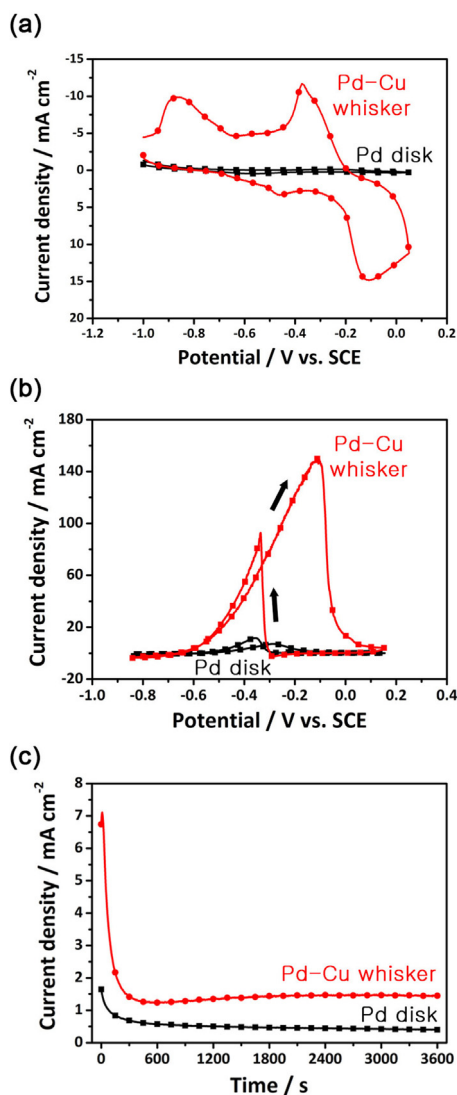 (a)
-10
-5
0
5
10
15
20
-1.2 -1.0 -0.8 -0.6 -0.4 -0.2 0.0
Current density / mA cm⁻²
Potential / V vs. SCE
Pd-Cu
whisker
Pd disk
(b)
180
140
100
60
20
-20
-1.0 -0.8 -0.6 -0.4 -0.2 0.0 0.2 0.4
Current density / mA cm⁻²
Potential / V vs. SCE
Pd-Cu
whisker
Pd disk
(c)
8
7
6
5
4
3
2
1
0
0 600 1200 1800 2400 3000 3600
Current density / mA cm⁻²
Time / s
Pd-Cu whisker
Pd disk